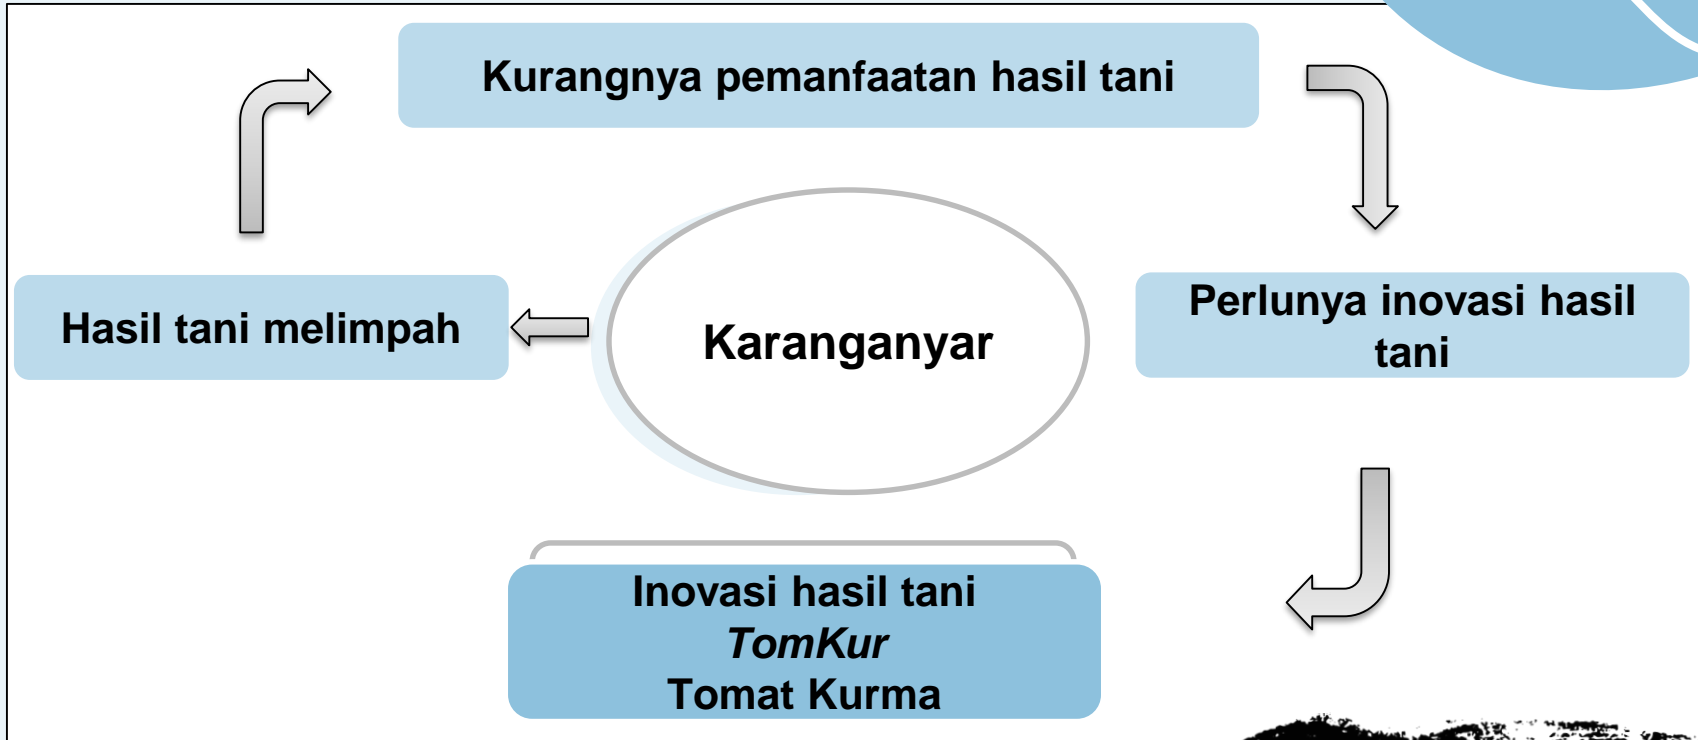 Kurangnya pemanfaatan hasil tani
Hasil tani melimpah
Karanganyar
Perlunya inovasi hasil
tani
Inovasi hasil tani
TomKur
Tomat Kurma